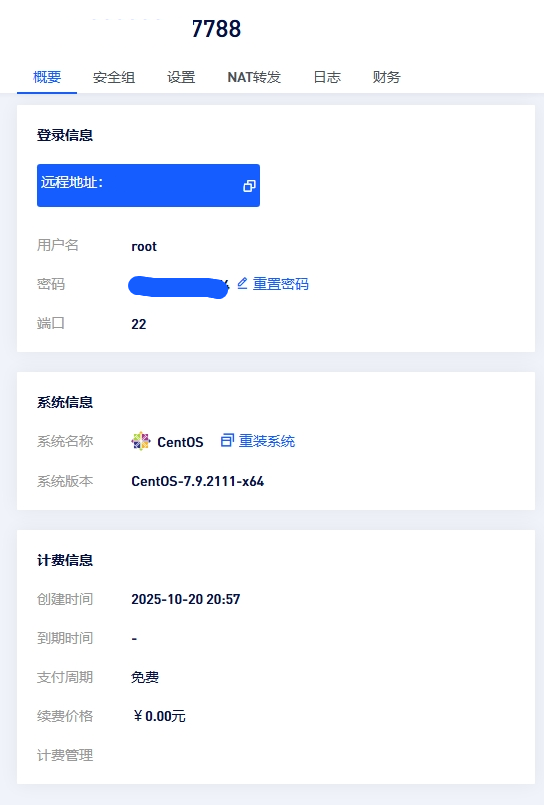 7788
概要 安全组 设置 NAT转发 日志 财务
登录信息
远程地址：
用户名 root
密码 重置密码
端口 22
系统信息
系统名称 CentOS 重装系统
系统版本 CentOS-7.9.2111-x64
计费信息
创建时间 2025-10-20 20:57
到期时间 -
支付周期 免费
续费价格 ￥0.00元
计费管理